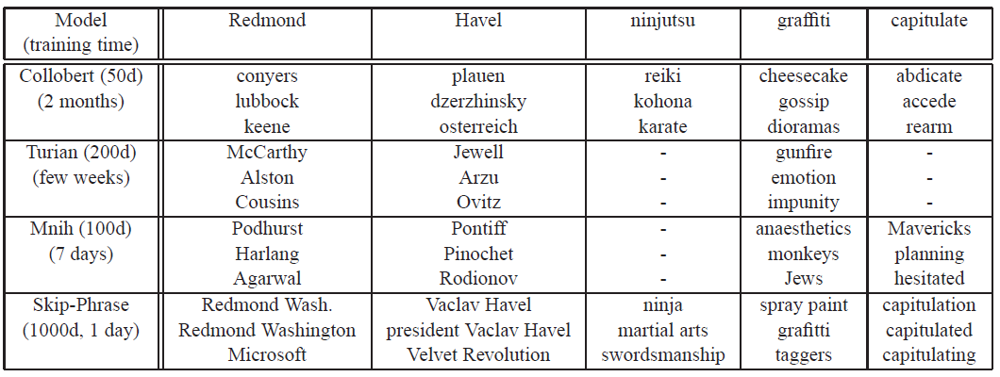 Model Redmond Havel ninjutsu graffiti capitulate
(training time)
Collobert (50d) conyers plauen reiki cheesecake abdicate
(2 months) lubbock dzerzhinsky kohona gossip accede
keene osterreich karate dioramas rearm
Turian (200d) McCarthy Jewell - gunfire -
(few weeks) Alston Arzu - emotion -
Cousins Ovitz - impunity -
Mnih (100d) Podhurst Pontiff - anaesthetics Mavericks
(7 days) Harlang Pinochet - monkeys planning
Agarwal Rodionov - Jews hesitated
Skip-Phrase Redmond Wash. Vaclav Havel ninja spray paint capitulation
(1000d, 1 day) Redmond Washington president Vaclav Havel martial arts grafitti capitulated
Microsoft Velvet Revolution swordsmanship taggers capitulating